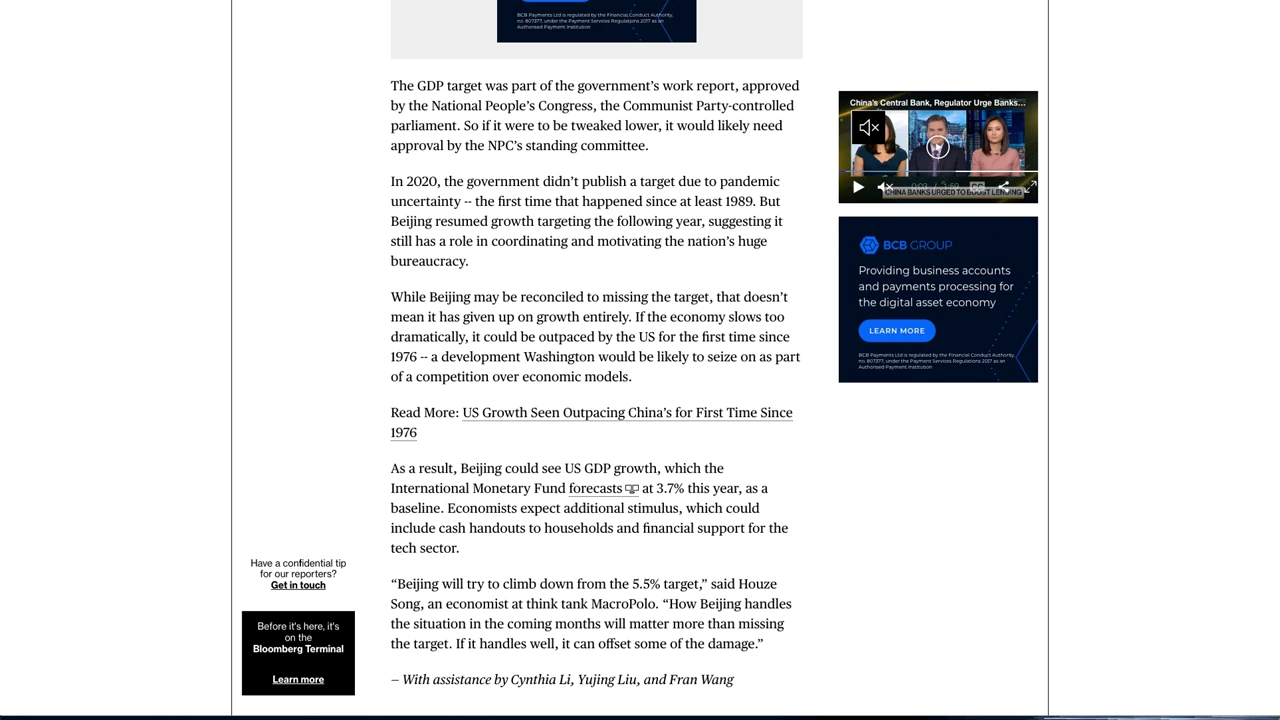 BCB Payments Ltd is regulated by the Financial Conduct Authority,
no. 807377, under the Payment Services Regulations 2017 as an
Authorised Payment Institution
The GDP target was part of the government’s work report, approved
by the National People’s Congress, the Communist Party-controlled
parliament. So if it were to be tweaked lower, it would likely need
approval by the NPC’s standing committee.
In 2020, the government didn’t publish a target due to pandemic
uncertainty -- the first time that happened since at least 1989. But
Beijing resumed growth targeting the following year, suggesting it
still has a role in coordinating and motivating the nation’s huge
bureaucracy.
While Beijing may be reconciled to missing the target, that doesn’t
mean it has given up on growth entirely. If the economy slows too
dramatically, it could be outpaced by the US for the first time since
1976 -- a development Washington would be likely to seize on as part
of a competition over economic models.
Read More: US Growth Seen Outpacing China’s for First Time Since
1976
As a result, Beijing could see US GDP growth, which the
International Monetary Fund forecasts at 3.7% this year, as a
baseline. Economists expect additional stimulus, which could
include cash handouts to households and financial support for the
tech sector.
“Beijing will try to climb down from the 5.5% target,” said Houze
Song, an economist at think tank MacroPolo. “How Beijing handles
the situation in the coming months will matter more than missing
the target. If it handles well, it can offset some of the damage.”
– With assistance by Cynthia Li, Yujing Liu, and Fran Wang
Have a confidential tip
for our reporters?
Get in touch
Before it's here, it's
on the
Bloomberg Terminal
Learn more
China’s Central Bank, Regulator Urge Banks...
CHINA BANKS URGED TO BOOST LENDING
BCB GROUP
Providing business accounts
and payments processing for
the digital asset economy
LEARN MORE
BCB Payments Ltd is regulated by the Financial Conduct Authority,
no. 807377, under the Payment Services Regulations 2017 as an
Authorised Payment Institution